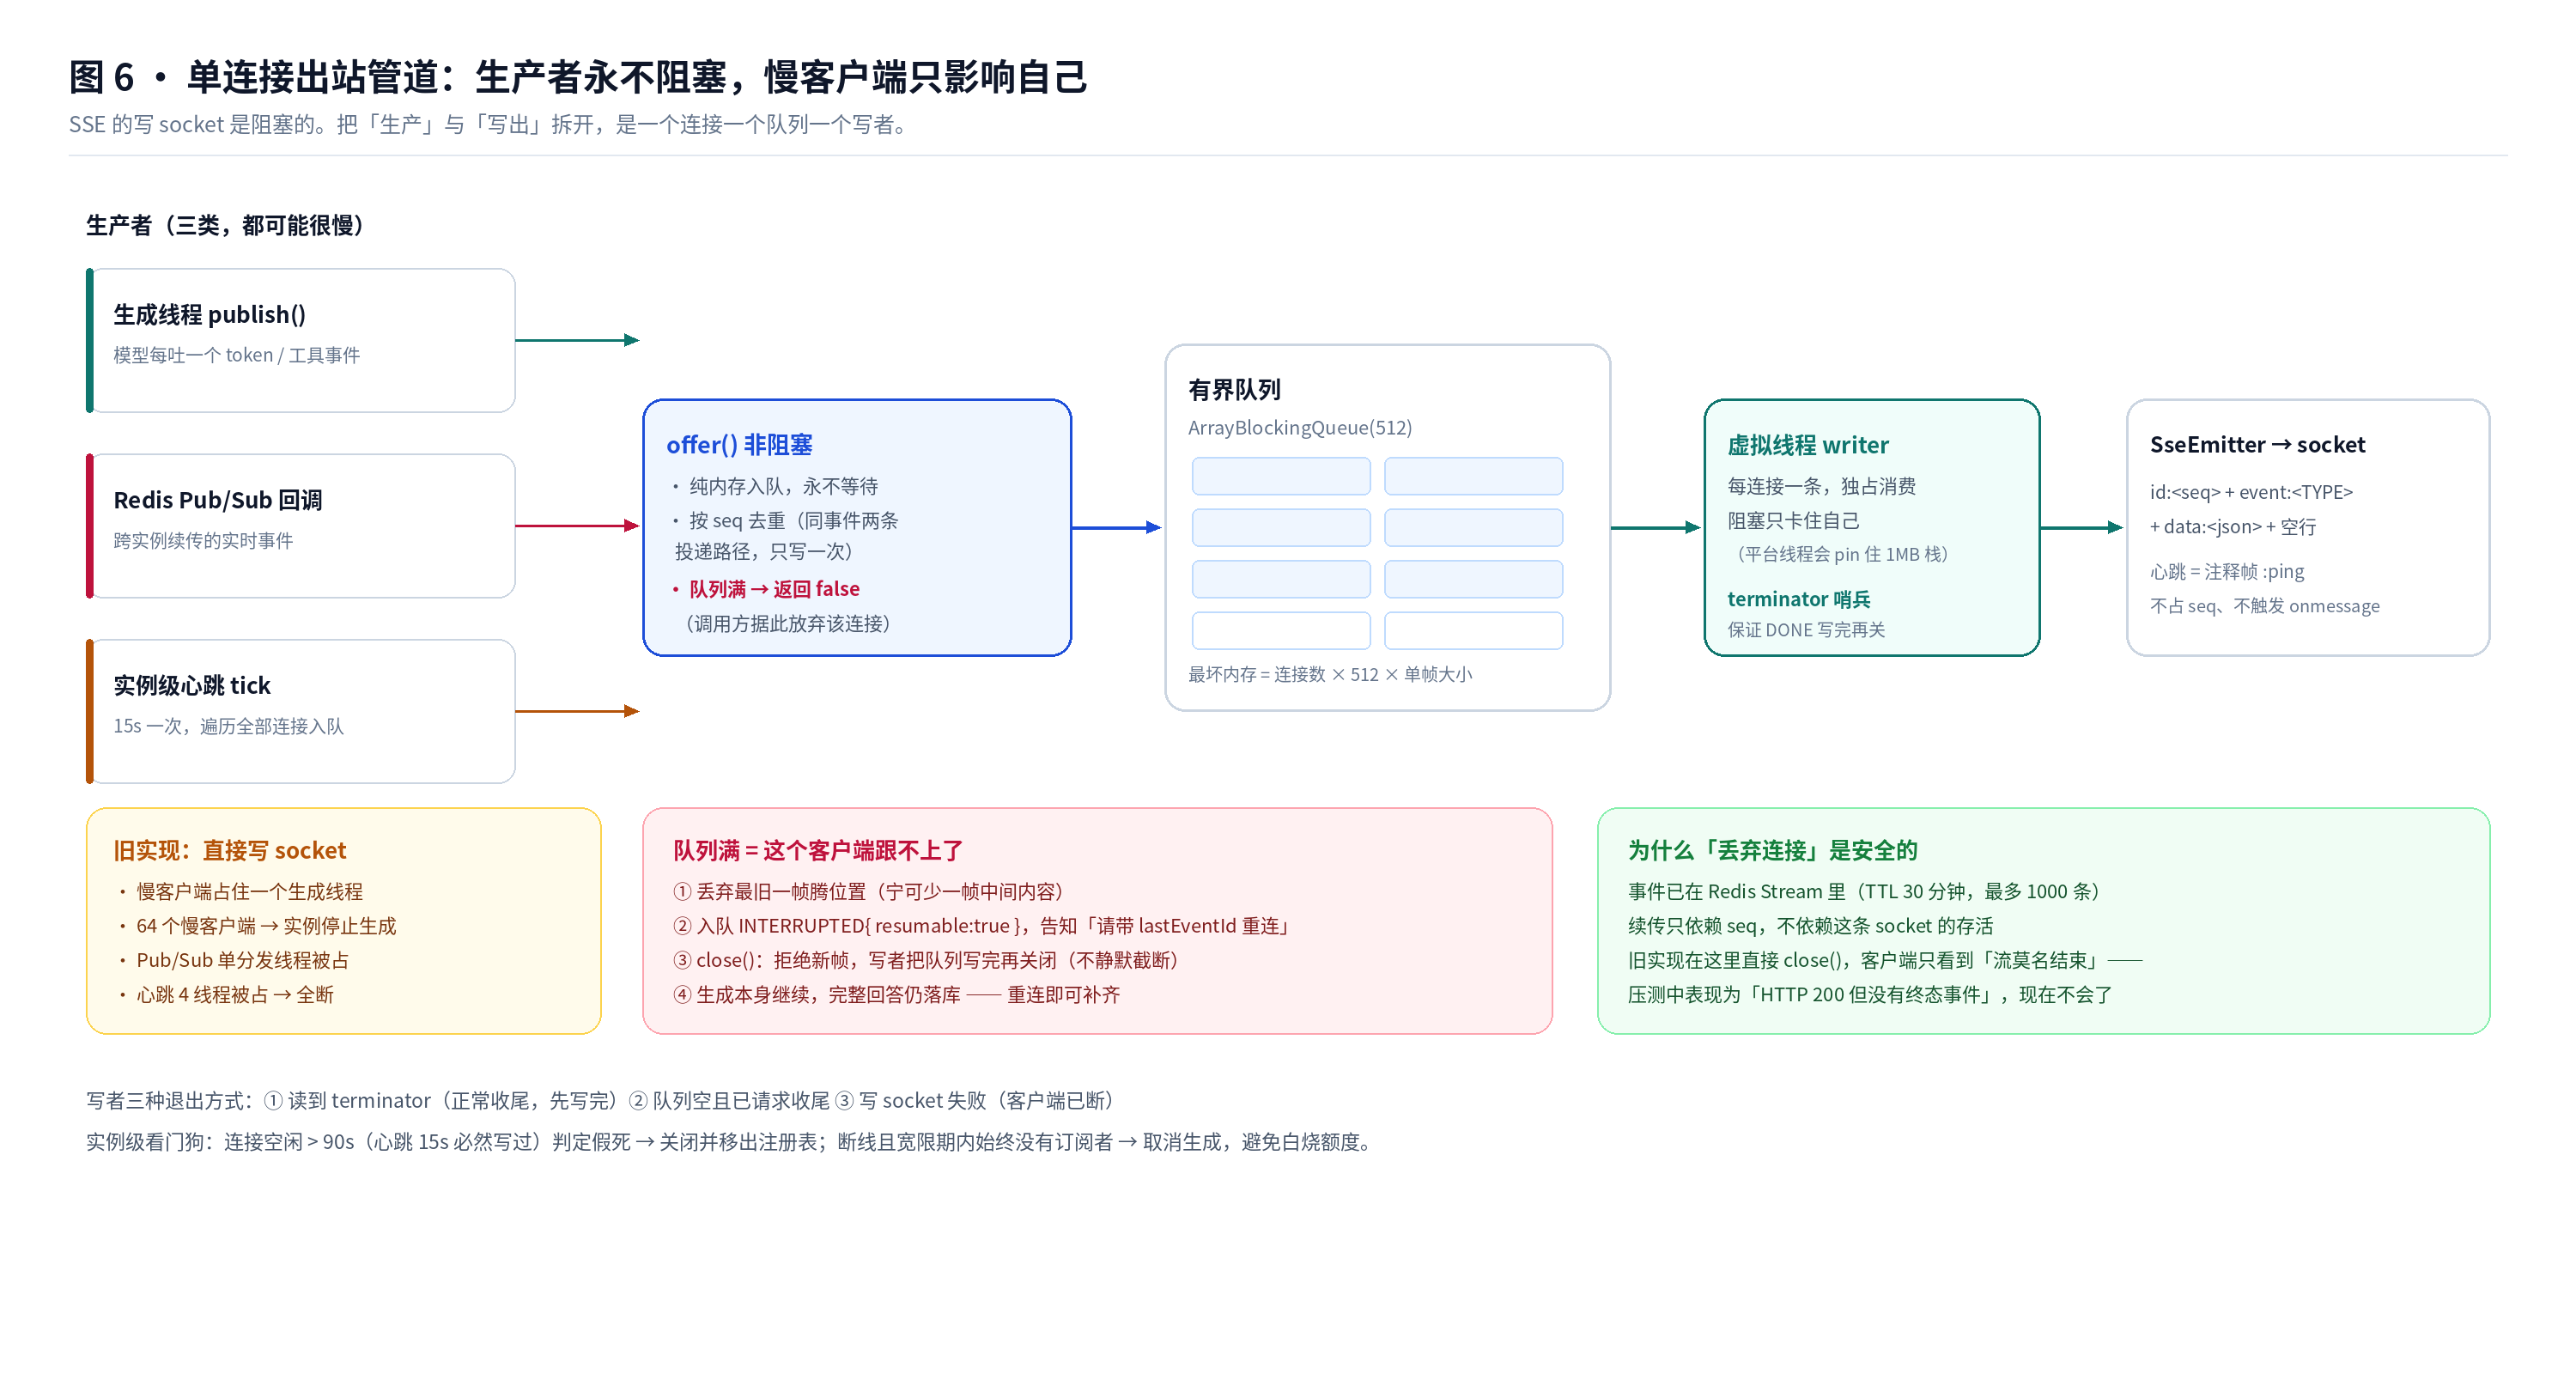 图 6 · 单连接出站管道：生产者永不阻塞，慢客户端只影响自己
SSE 的写 socket 是阻塞的。把「生产」与「写出」拆开，是一个连接一个队列一个写者。
生产者（三类，都可能很慢）
生成线程 publish()
模型每吐一个 token / 工具事件
Redis Pub/Sub 回调
跨实例续传的实时事件
实例级心跳 tick
15s 一次，遍历全部连接入队
offer() 非阻塞
· 纯内存入队，永不等待
· 按 seq 去重（同事件两条
投递路径，只写一次）
· 队列满 → 返回 false
（调用方据此放弃该连接）
有界队列
ArrayBlockingQueue(512)
最坏内存 = 连接数 × 512 × 单帧大小
虚拟线程 writer
每连接一条，独占消费
阻塞只卡住自己
（平台线程会 pin 住 1MB 栈）
terminator 哨兵
保证 DONE 写完再关
SseEmitter → socket
id:<seq> + event:<TYPE>
+ data:<json> + 空行
心跳 = 注释帧 :ping
不占 seq、不触发 onmessage
旧实现：直接写 socket
· 慢客户端占住一个生成线程
· 64 个慢客户端 → 实例停止生成
· Pub/Sub 单分发线程被占
· 心跳 4 线程被占 → 全断
队列满 = 这个客户端跟不上了
① 丢弃最旧一帧腾位置（宁可少一帧中间内容）
② 入队 INTERRUPTED{ resumable:true }，告知「请带 lastEventId 重连」
③ close()：拒绝新帧，写者把队列写完再关闭（不静默截断）
④ 生成本身继续，完整回答仍落库 —— 重连即可补齐
为什么「丢弃连接」是安全的
事件已在 Redis Stream 里（TTL 30 分钟，最多 1000 条）
续传只依赖 seq，不依赖这条 socket 的存活
旧实现在这里直接 close()，客户端只看到「流莫名结束」——
压测中表现为「HTTP 200 但没有终态事件」，现在不会了
写者三种退出方式：① 读到 terminator（正常收尾，先写完）② 队列空且已请求收尾 ③ 写 socket 失败（客户端已断）
实例级看门狗：连接空闲 > 90s（心跳 15s 必然写过）判定假死 → 关闭并移出注册表；断线且宽限期内始终没有订阅者 → 取消生成，避免白烧额度。